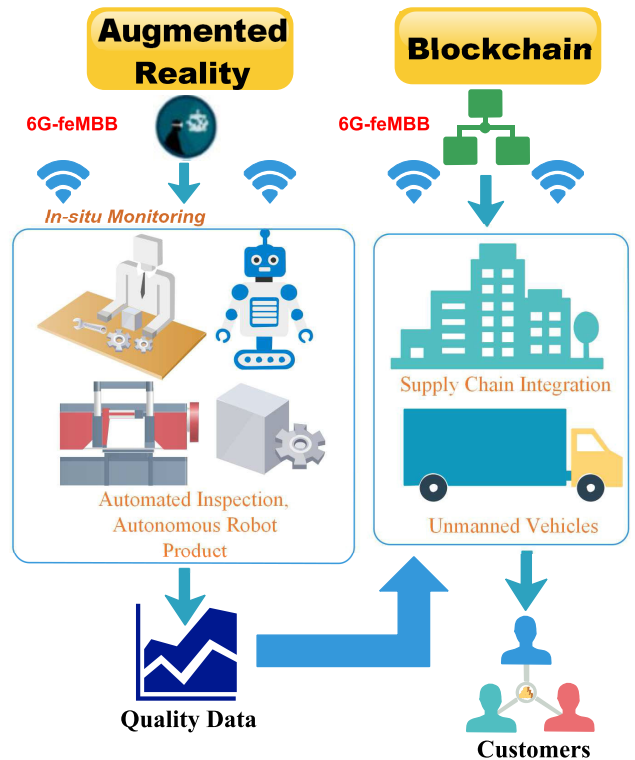 Augmented
Reality
6G-feMBB
In-situ Monitoring
Automated Inspection,
Autonomous Robot
Product
Quality Data
Blockchain
6G-feMBB
Supply Chain Integration
Unmanned Vehicles
Customers